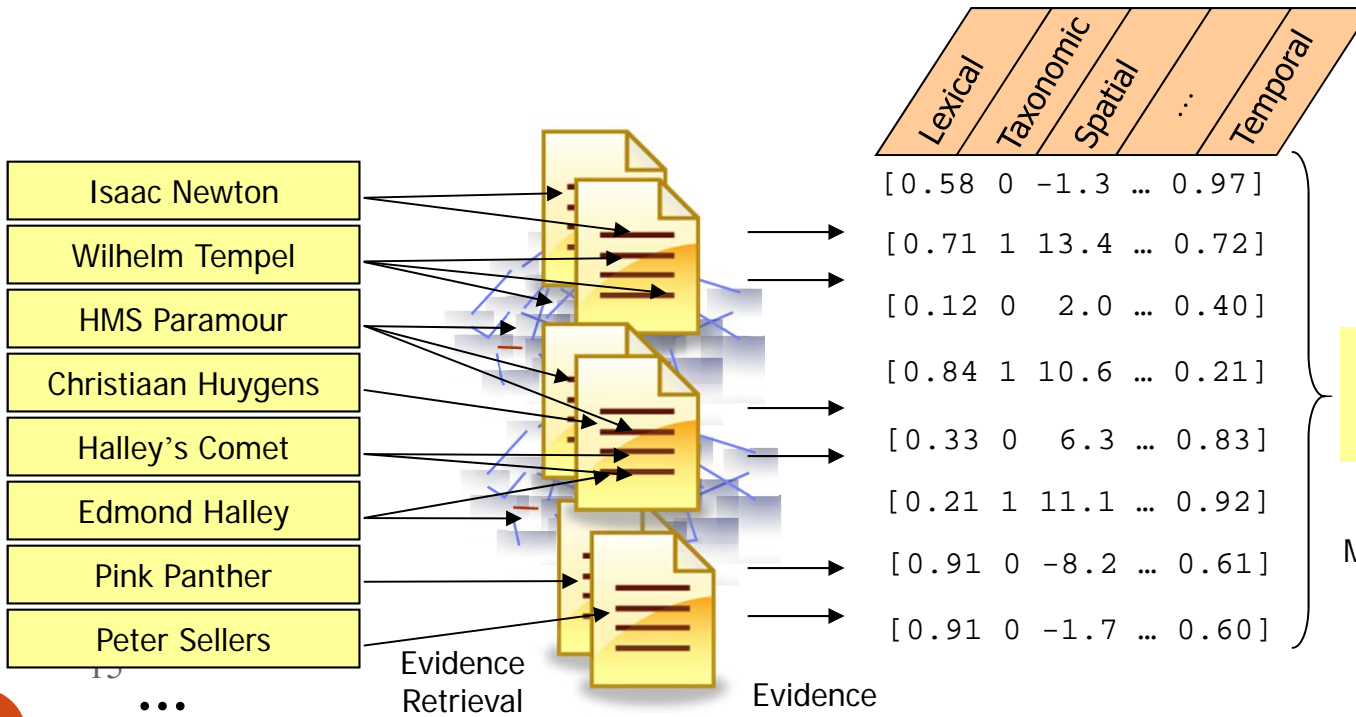 Lexical
Taxonomic
Spatial
...
Temporal
Isaac Newton
Wilhelm Tempel
HMS Paramour
Christiaan Huygens
Halley’s Comet
Edmond Halley
Pink Panther
Peter Sellers
...
[0.58 0 -1.3 … 0.97]
[0.71 1 13.4 … 0.72]
[0.12 0 2.0 … 0.40]
[0.84 1 10.6 … 0.21]
[0.33 0 6.3 … 0.83]
[0.21 1 11.1 … 0.92]
[0.91 0 -8.2 … 0.61]
[0.91 0 -1.7 … 0.60]
M
Evidence
Retrieval
Evidence